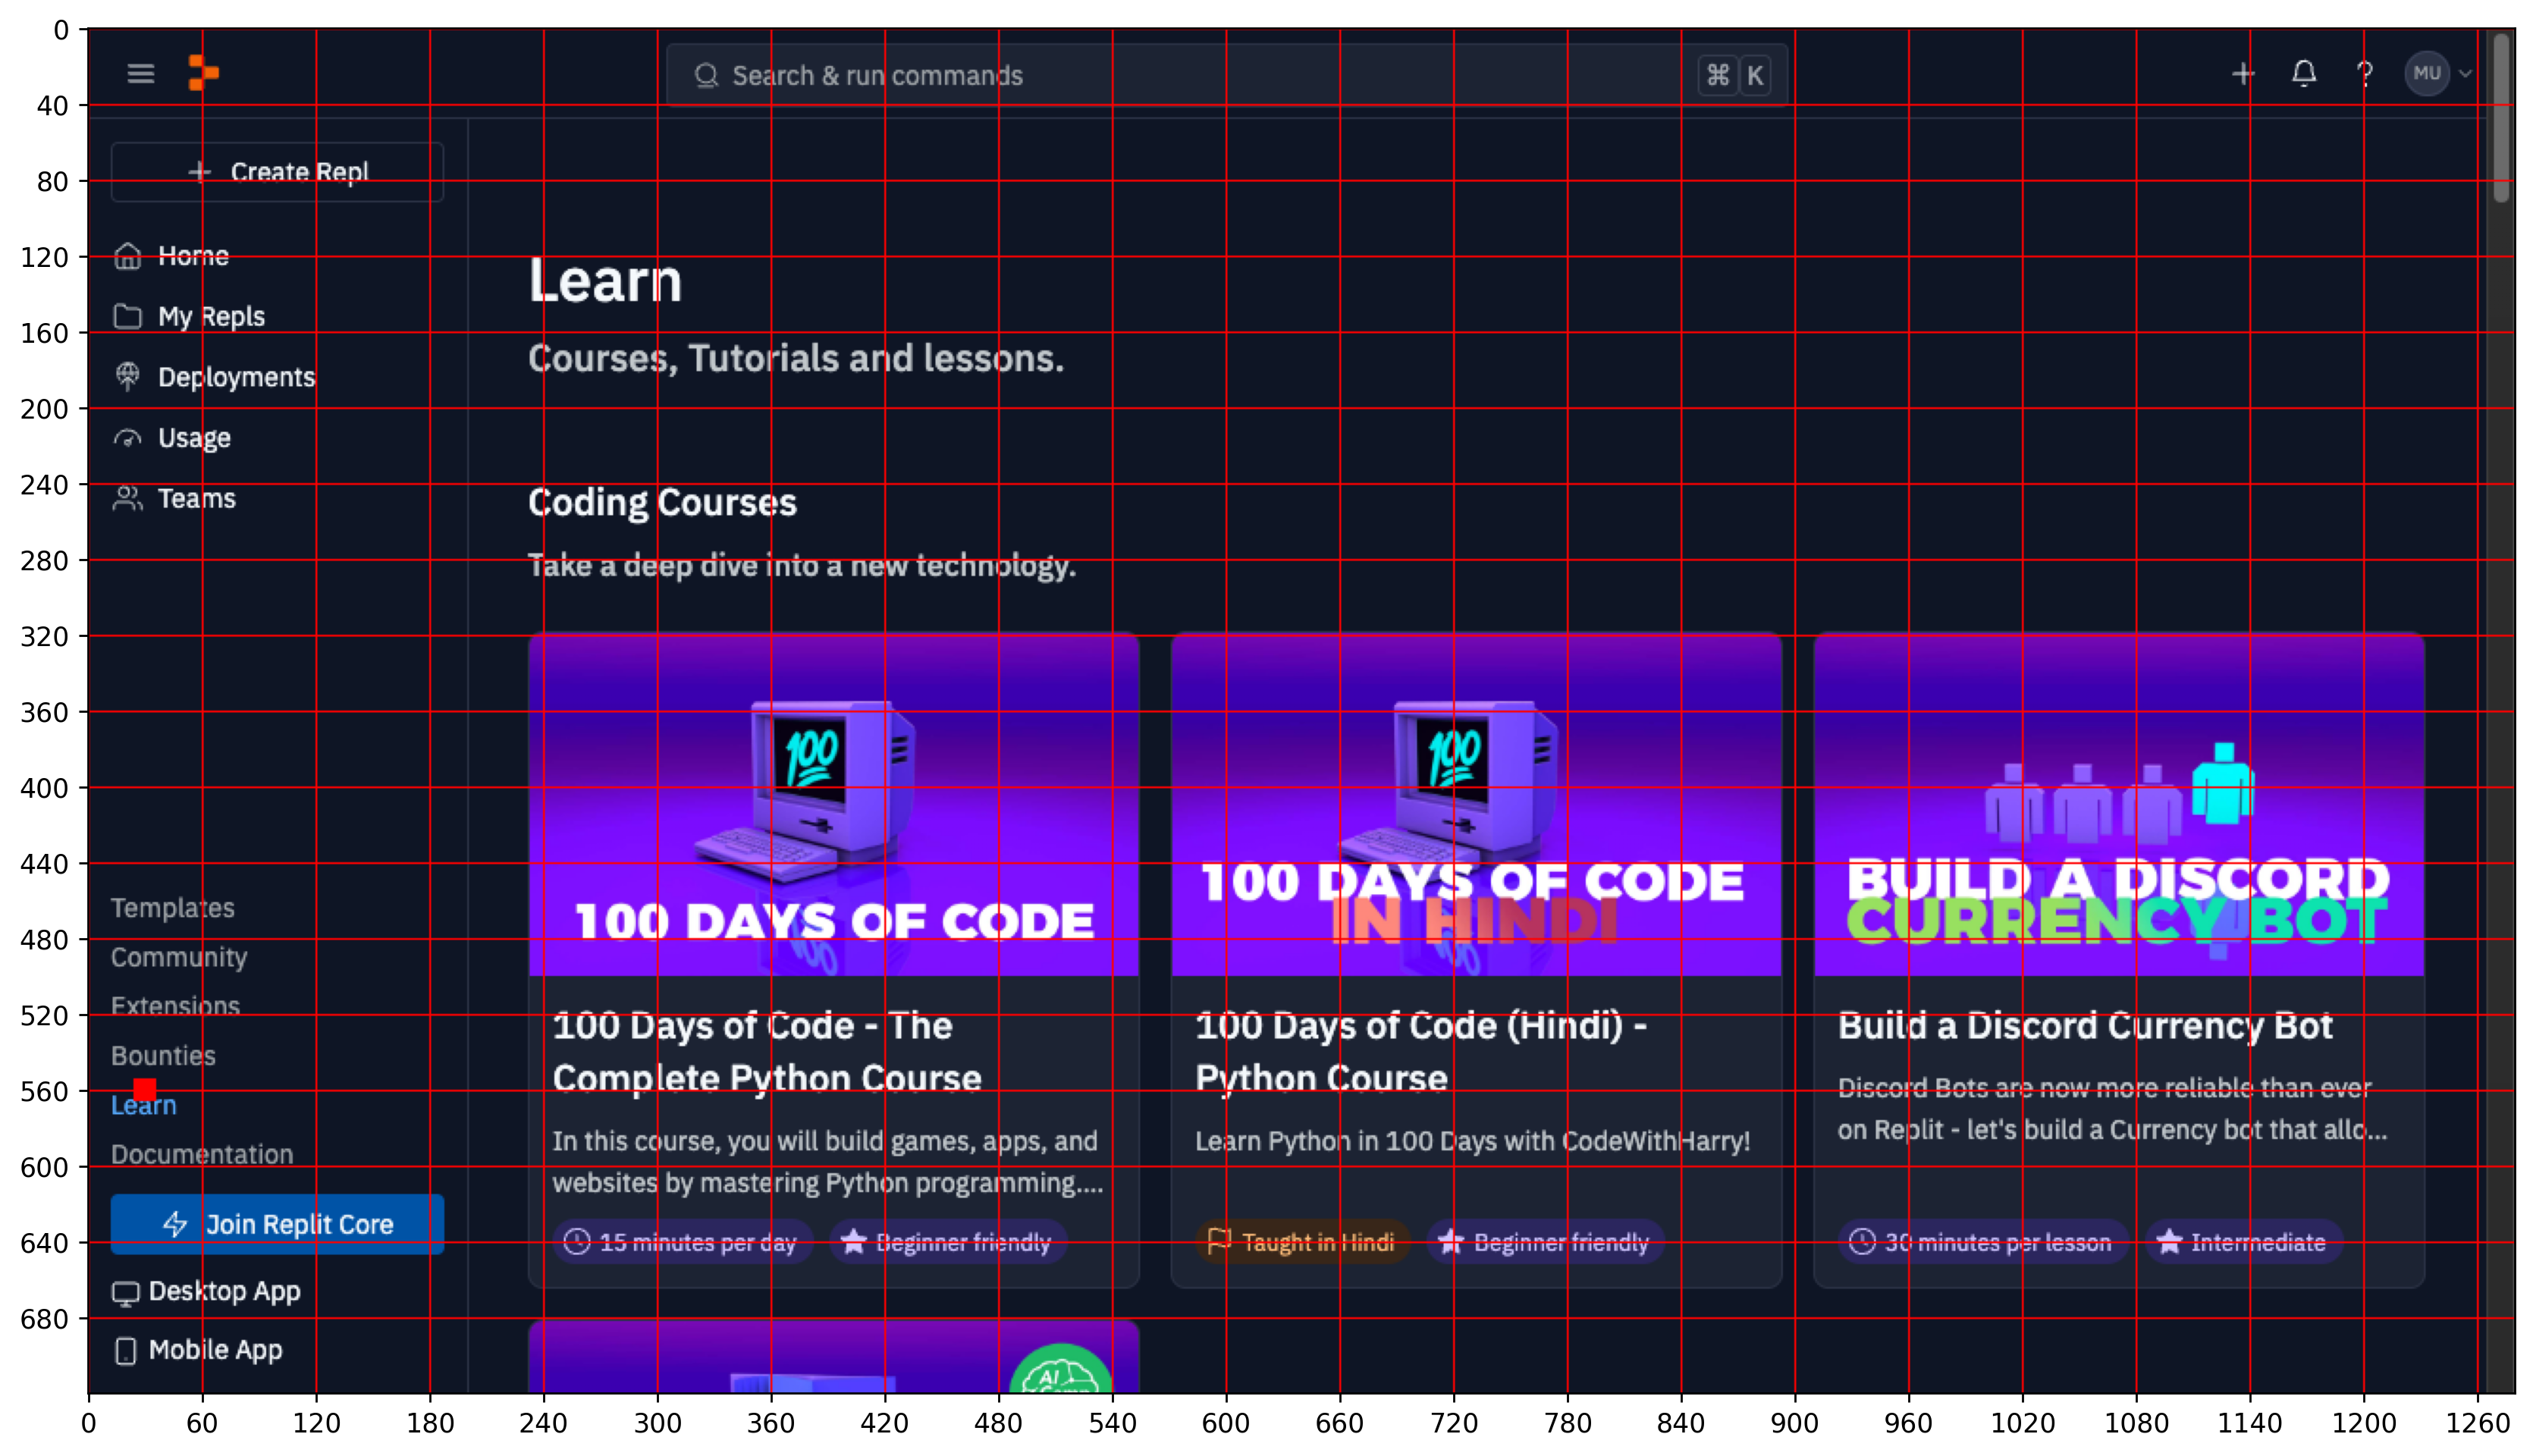 0
40
80
120
160
200
240
280
320
360
400
440
480
520
560
600
640
680
Search & run commands
⌘ K
MU
Create Repl
Home
My Repls
Deployments
Usage
Teams
Templates
Community
Extensions
Bounties
Learn
Documentation
Join Replit Core
Desktop App
Mobile App
Learn
Courses, Tutorials and lessons.
Coding Courses
Take a deep dive into a new technology.
100
100 DAYS OF CODE
100 Days of Code - The
Complete Python Course
In this course, you will build games, apps, and
websites by mastering Python programming....
15 minutes per day
Beginner friendly
100
100 DAYS OF CODE
IN HINDI
100 Days of Code (Hindi) -
Python Course
Learn Python in 100 Days with CodeWithHarry!
Taught in Hindi
Beginner friendly
BUILD A DISCORD
CURRENCY BOT
Build a Discord Currency Bot
Discord Bots are now more reliable than ever
on Replit - let's build a Currency bot that allo...
30 minutes per lesson
Intermediate
AI
0 60 120 180 240 300 360 420 480 540 600 660 720 780 840 900 960 1020 1080 1140 1200 1260